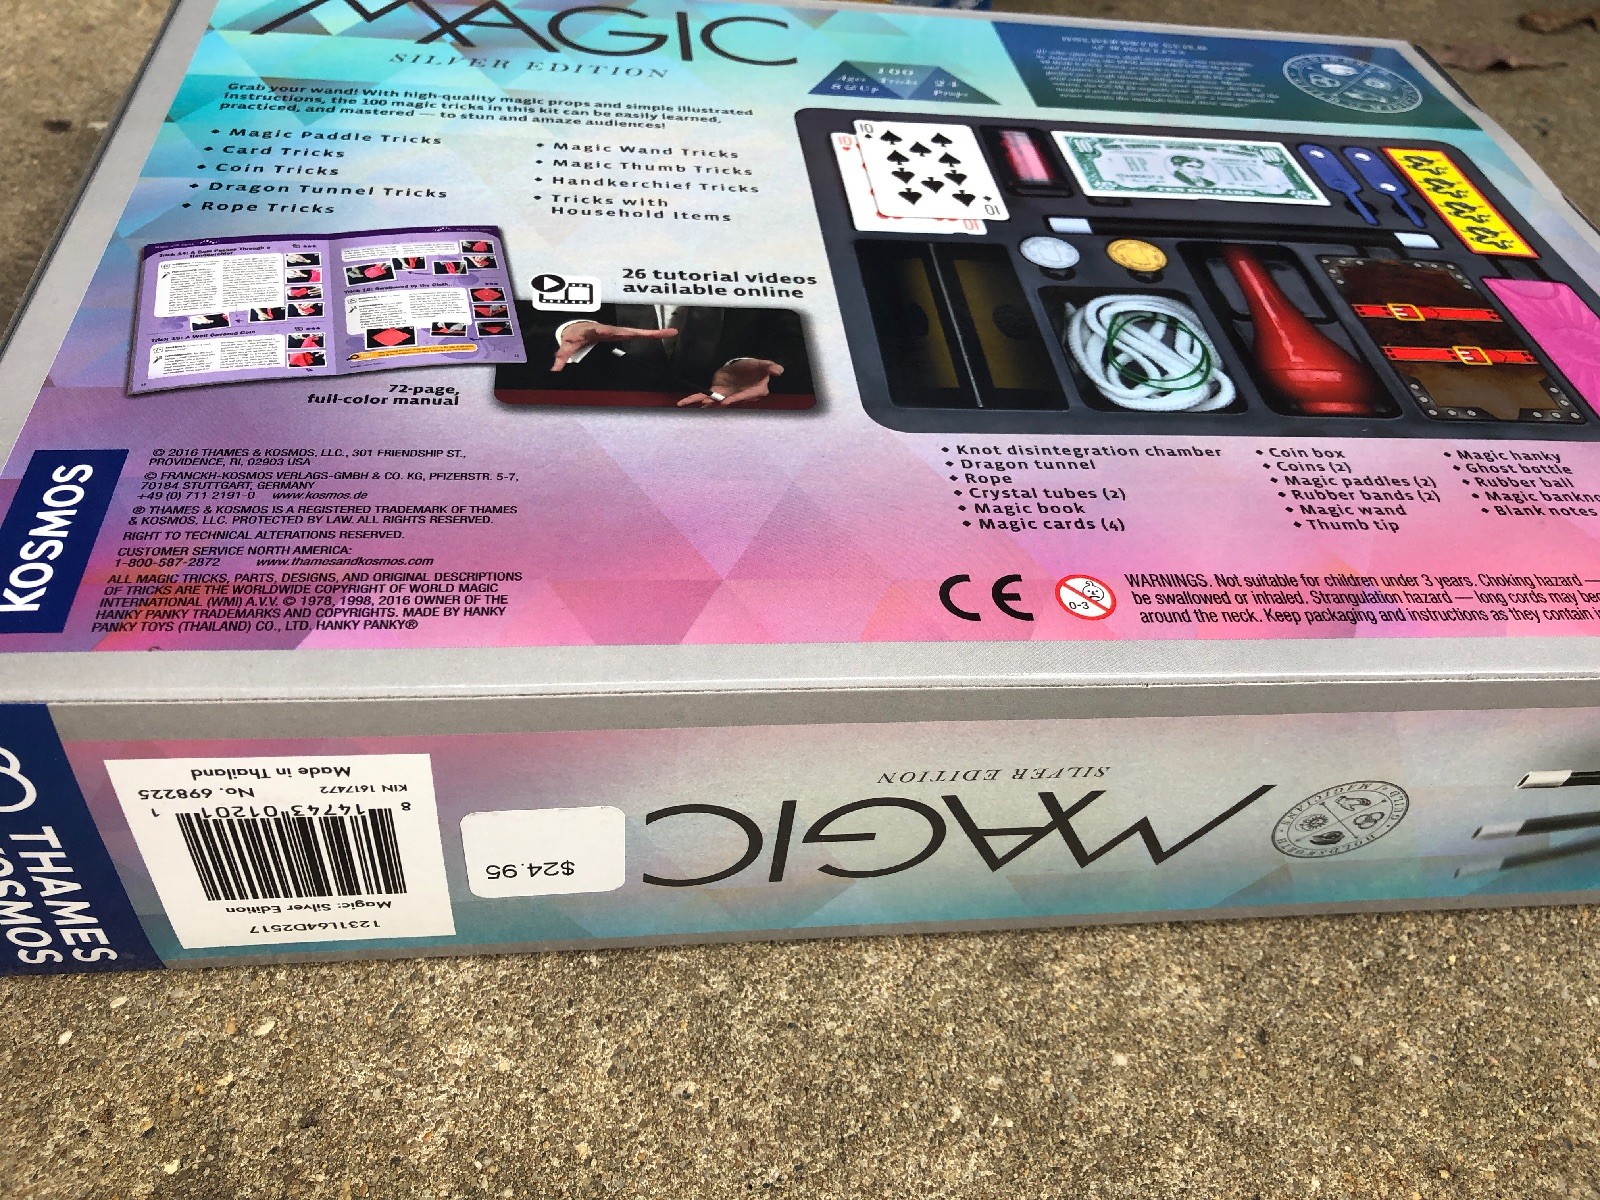 MAGIC
SILVER EDITION
Grab your wand! With high-quality magic props and simple illustrated
instructions, the 100 magic tricks in this kit can be easily learned,
practiced, and mastered — to stun and amaze audiences!
• Magic Paddle Tricks
• Card Tricks
• Coin Tricks
• Dragon Tunnel Tricks
• Rope Tricks
• Magic Wand Tricks
• Magic Thumb Tricks
• Handkerchief Tricks
• Tricks with
Household Items
Ages 8 & Up
100 Tricks
21 Props
10
10
10
10
TEN
26 tutorial videos
available online
72-page,
full-color manual
KOSMOS
© 2016 THAMES & KOSMOS, LLC., 301 FRIENDSHIP ST.,
PROVIDENCE, RI, 02903 USA
© FRANCKH-KOSMOS VERLAGS-GMBH & CO. KG, PFIZERSTR. 5-7,
70184 STUTTGART, GERMANY
+49 (0) 711 2191-0 www.kosmos.de
® THAMES & KOSMOS IS A REGISTERED TRADEMARK OF THAMES
& KOSMOS, LLC. PROTECTED BY LAW. ALL RIGHTS RESERVED.
RIGHT TO TECHNICAL ALTERATIONS RESERVED.
CUSTOMER SERVICE NORTH AMERICA:
1-800-587-2872 www.thamesandkosmos.com
ALL MAGIC TRICKS, PARTS, DESIGNS, AND ORIGINAL DESCRIPTIONS
OF TRICKS ARE THE WORLDWIDE COPYRIGHT OF WORLD MAGIC
INTERNATIONAL (WMI) A.V.V. © 1978, 1998, 2016 OWNER OF THE
HANKY PANKY TRADEMARKS AND COPYRIGHTS, MADE BY HANKY
PANKY TOYS (THAILAND) CO., LTD. HANKY PANKY®
• Knot disintegration chamber
• Dragon tunnel
• Rope
• Crystal tubes (2)
• Magic book
• Magic cards (4)
• Coin box
• Coins (2)
• Magic paddles (2)
• Rubber bands (2)
• Magic wand
• Thumb tip
• Magic hanky
• Ghost bottle
• Rubber ball
• Magic bankno
• Blank notes
CE
0-3
WARNINGS. Not suitable for children under 3 years. Choking hazard —
be swallowed or inhaled. Strangulation hazard — long cords may be
around the neck. Keep packaging and instructions as they contain
THAMES
KOSMOS
1231L64D2517
Magic: Silver Edition
8 14743 01201 1
KIN 1617472 No. 698225
Made in Thailand
$24.95
MAGIC
SILVER EDITION